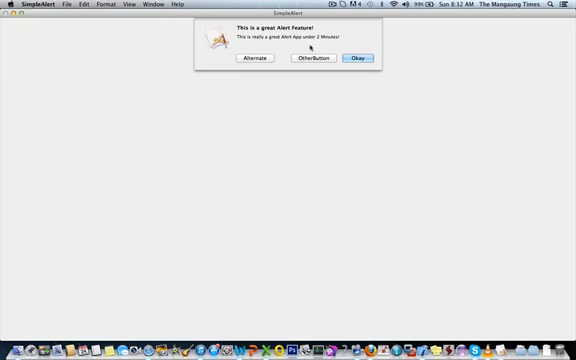 SimpleAlert File Edit Format View Window Help 4 99% Sun 8:32 AM The Mangaung Times
SimpleAlert
This is a great Alert Feature!
This is really a great Alert App under 2 Minutes!
Alternate OtherButton Okay